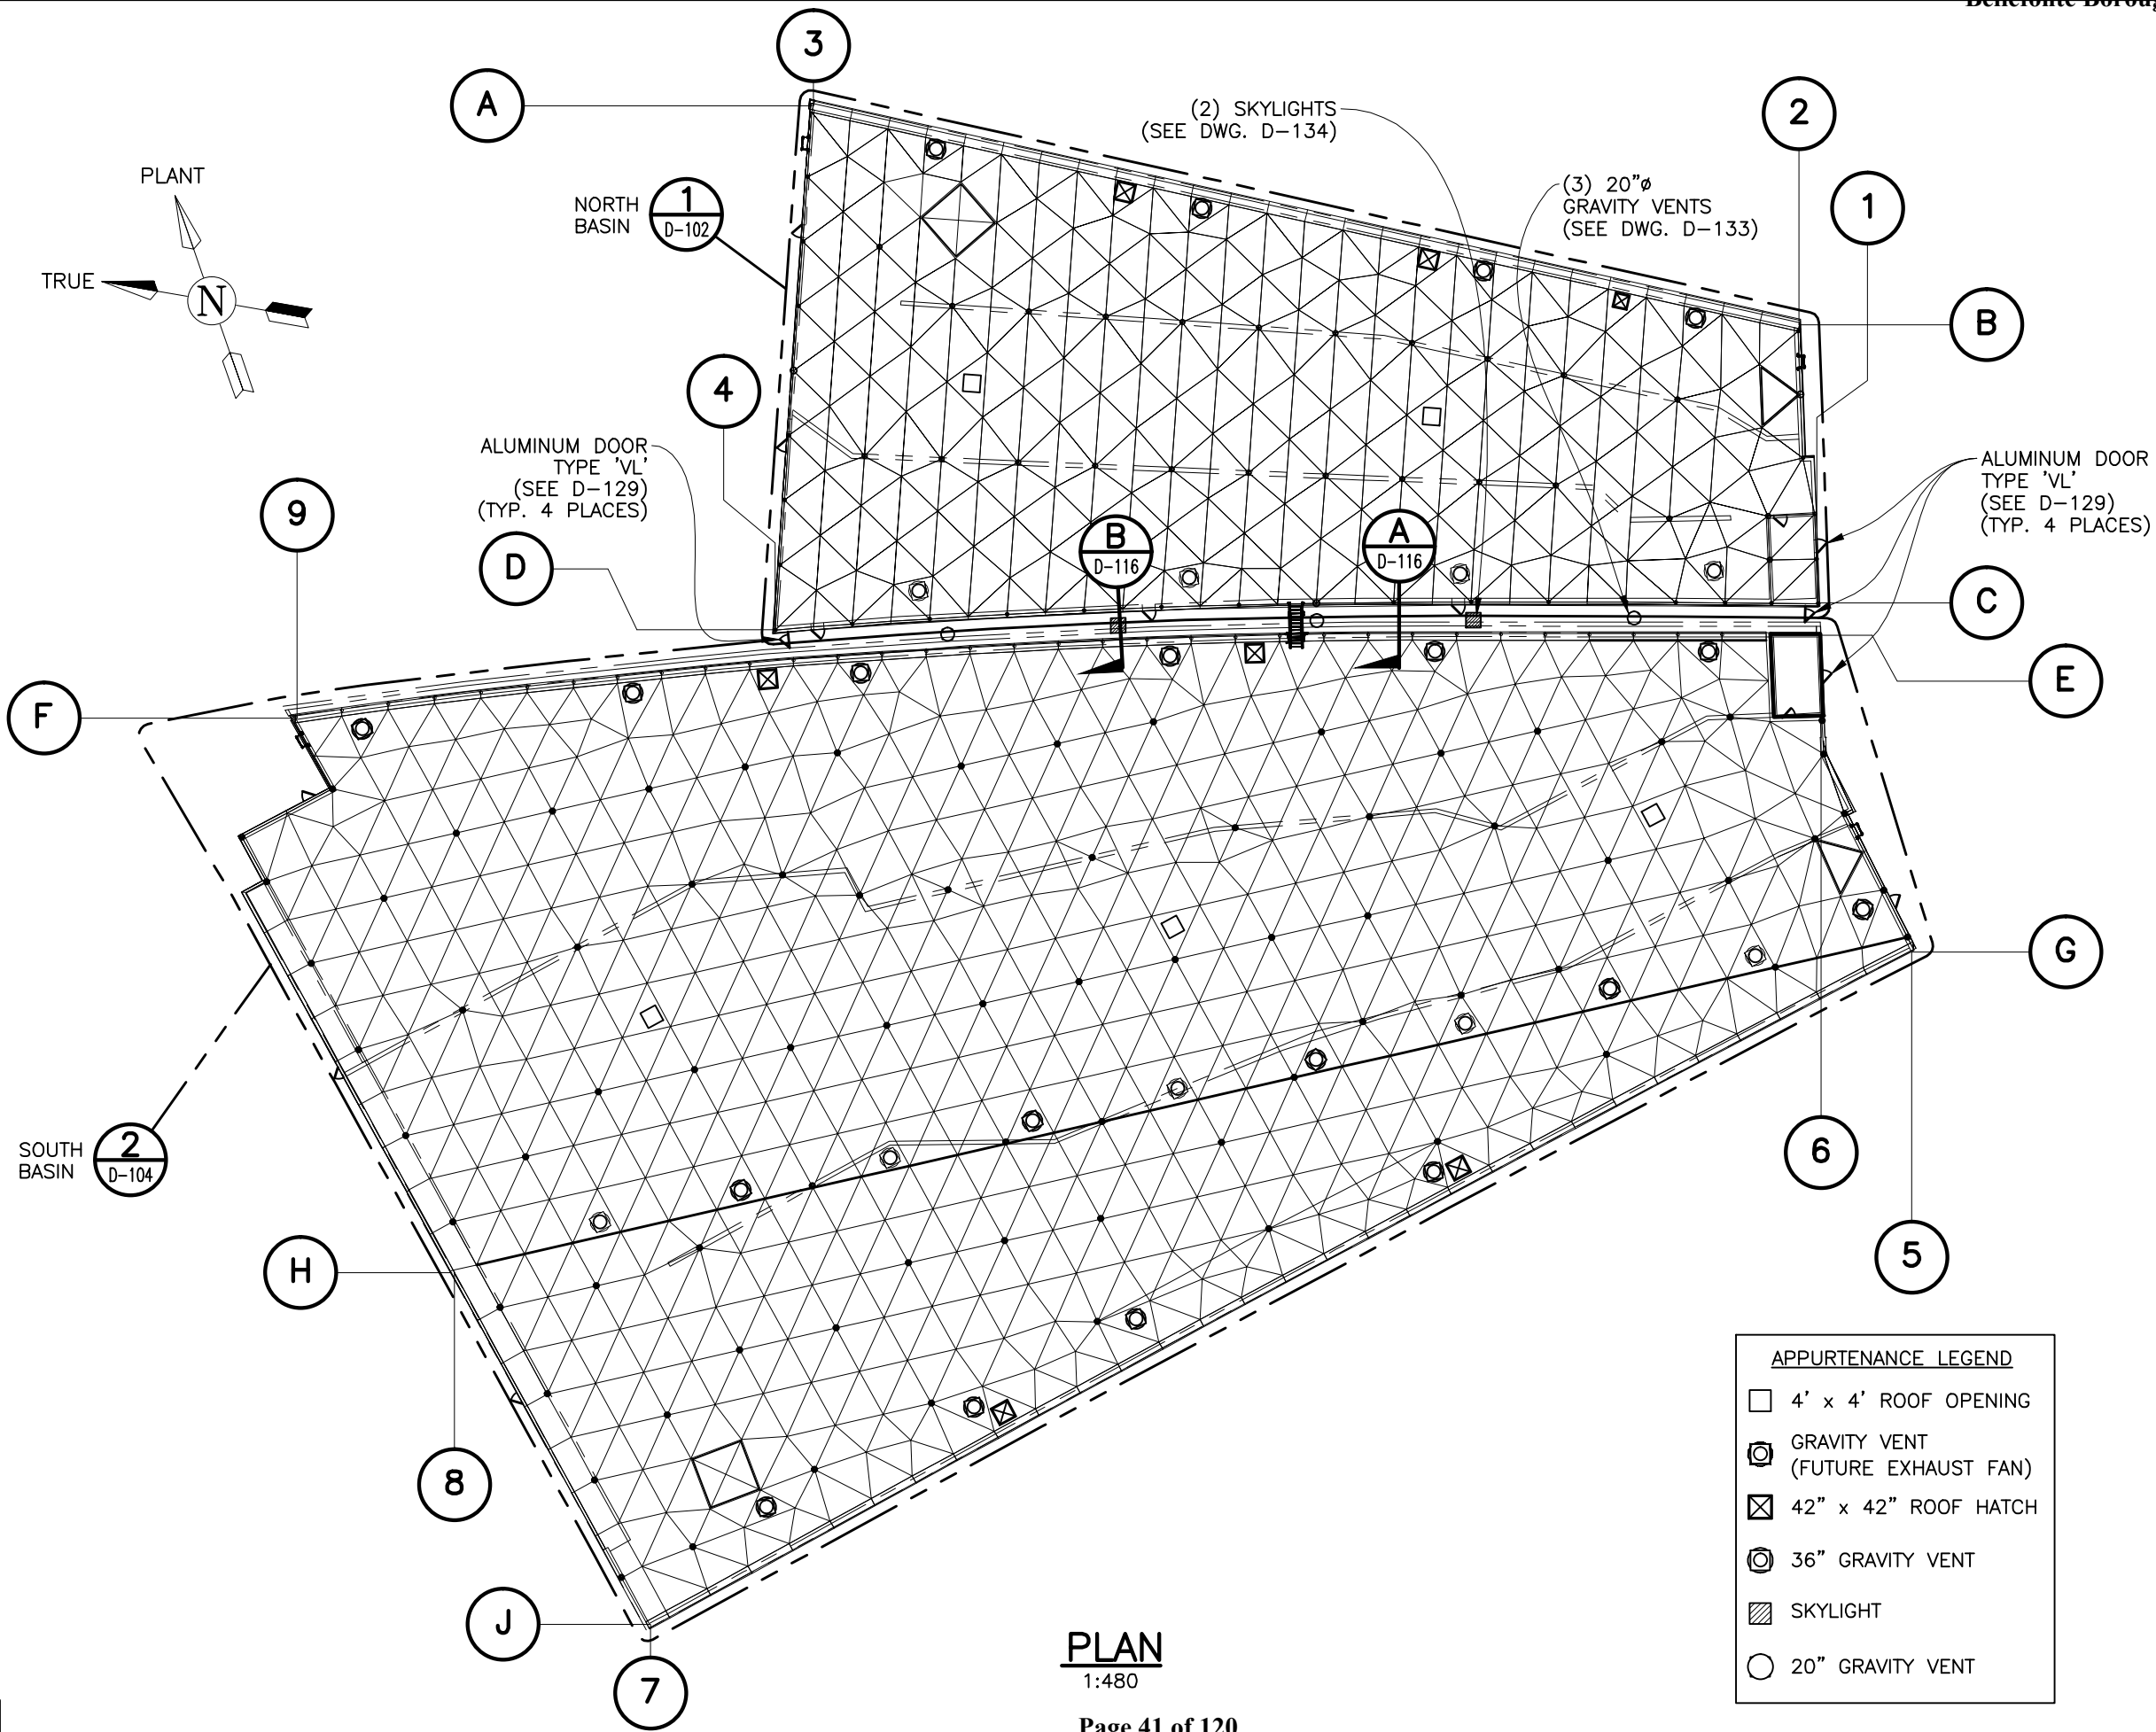 3
A
(2) SKYLIGHTS
(SEE DWG. D-134)
2
PLANT
(3) 20"ø
GRAVITY VENTS
(SEE DWG. D-133)
1
NORTH
BASIN
1
D-102
TRUE
N
B
4
ALUMINUM DOOR
TYPE 'VL'
(SEE D-129)
(TYP. 4 PLACES)
ALUMINUM DOOR
TYPE 'VL'
(SEE D-129)
(TYP. 4 PLACES)
9
D
B
D-116
A
D-116
C
E
F
G
SOUTH
BASIN
2
D-104
6
H
5
8
J
7
APPURTENANCE LEGEND
4' x 4' ROOF OPENING
GRAVITY VENT
(FUTURE EXHAUST FAN)
42" x 42" ROOF HATCH
36" GRAVITY VENT
SKYLIGHT
20" GRAVITY VENT
PLAN
1:480
Page 41 of 120